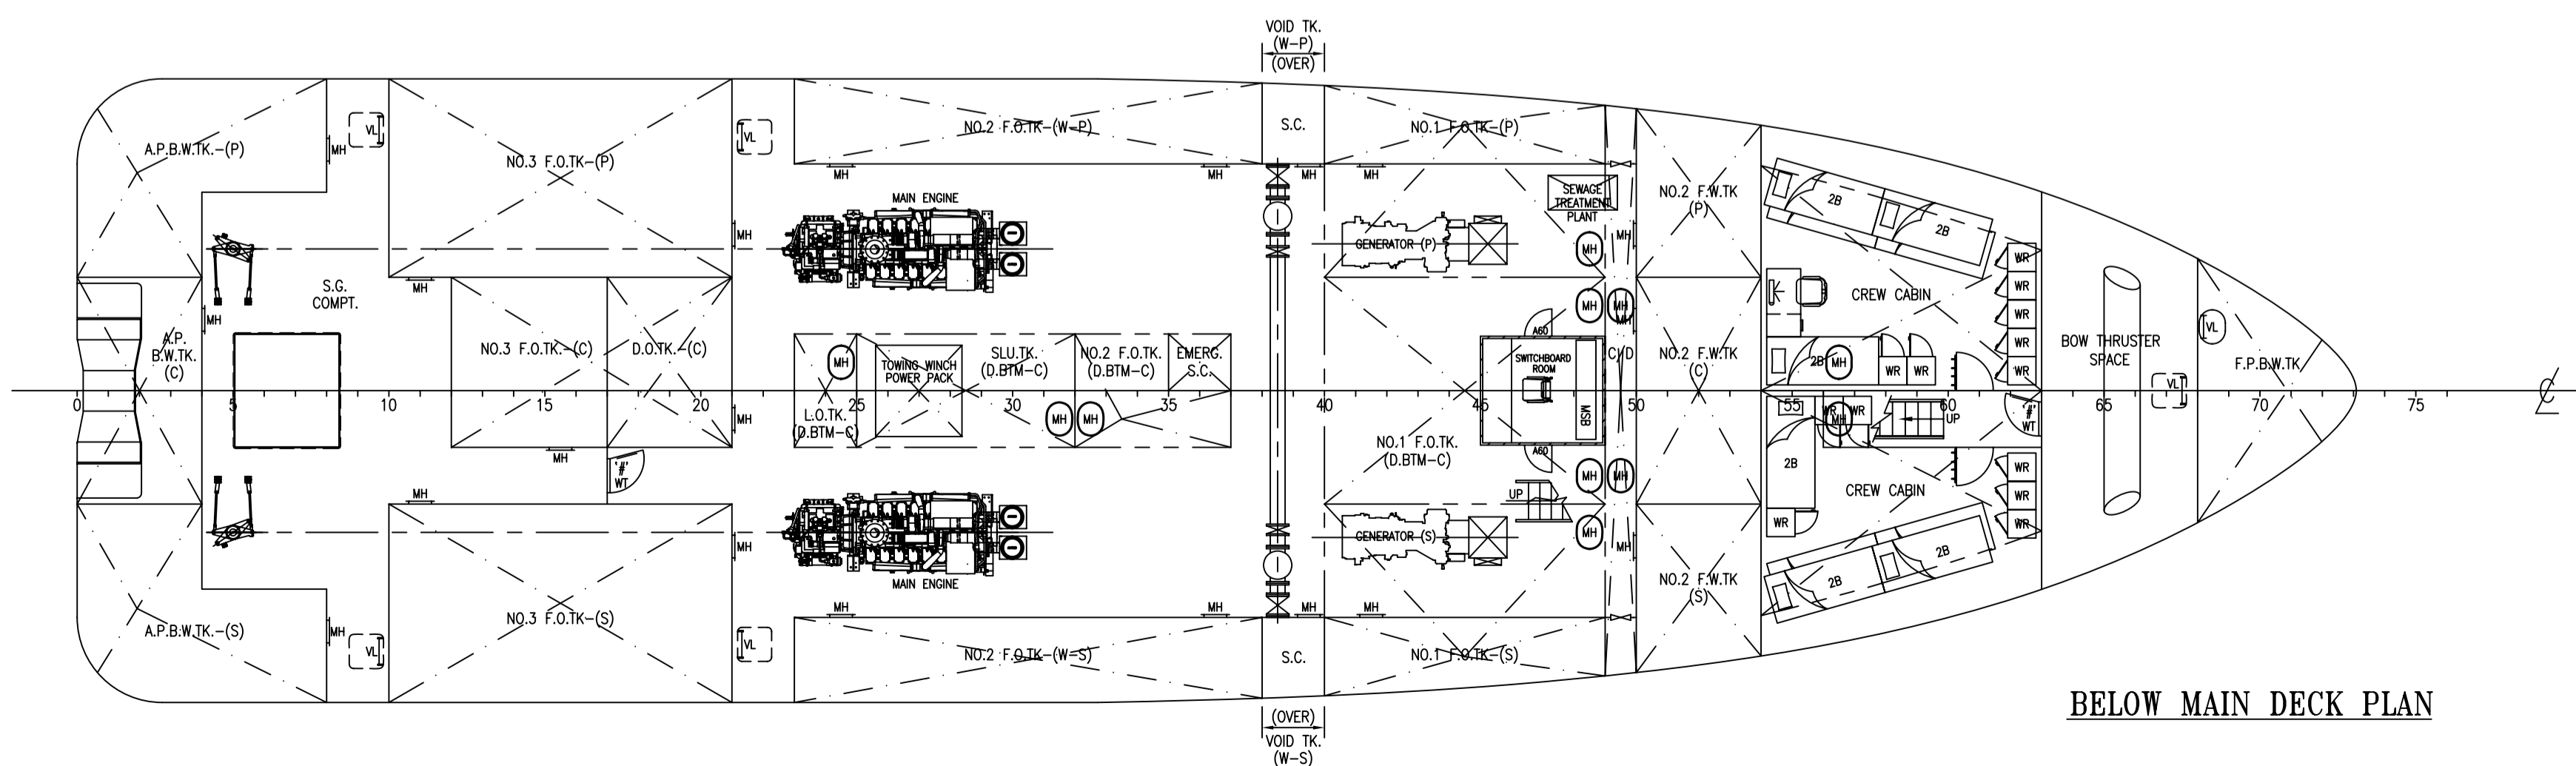 VOID TK.
(W-P)
(OVER)
A.P.B.W.TK.-(P)
MH
VL
NO.3 F.O.TK-(P)
VL
NO.2 F.O.TK-(W-P)
S.C.
NO.1 F.O.TK-(P)
MH
MH
MH
MH
MAIN ENGINE
MH
SEWAGE
TREATMENT
PLANT
NO.2 F.W.TK
(P)
2B
2B
GENERATOR (P)
MH
MH
S.G.
COMPT.
MH
MH
MH
MH
MH
CREW CABIN
WR
WR
WR
WR
WR
A.P.
B.W.TK.
(C)
NO.3 F.O.TK-(C)
D.O.TK.-(C)
MH
TOWING WINCH
POWER PACK
SLU.TK.
(D.BTM-C)
NO.2 F.O.TK.
(D.BTM-C)
EMERG.
S.C.
A60
SWITCHBOARD
ROOM
MSB
A60
C/D
NO.2 F.W.TK
(C)
2B
MH
WR
WR
BOW THRUSTER
SPACE
VL
VL
F.P.B.W.TK
0
5
10
15
20
25
30
35
40
45
50
55
60
65
70
75
℄
L.O.TK.
(D.BTM-C)
MH
MH
MH
WR
WR
MH
UP
"#"
WT
NO.1 F.O.TK.
(D.BTM-C)
"#"
WT
MH
MH
MH
MH
2B
CREW CABIN
WR
WR
WR
WR
UP
MAIN ENGINE
MH
GENERATOR (S)
MH
MH
2B
2B
NO.2 F.W.TK
(S)
MH
MH
MH
MH
A.P.B.W.TK.-(S)
MH
VL
NO.3 F.O.TK-(S)
VL
NO.2 F.O.TK-(W-S)
S.C.
NO.1 F.O.TK-(S)
(OVER)
VOID TK.
(W-S)
BELOW MAIN DECK PLAN